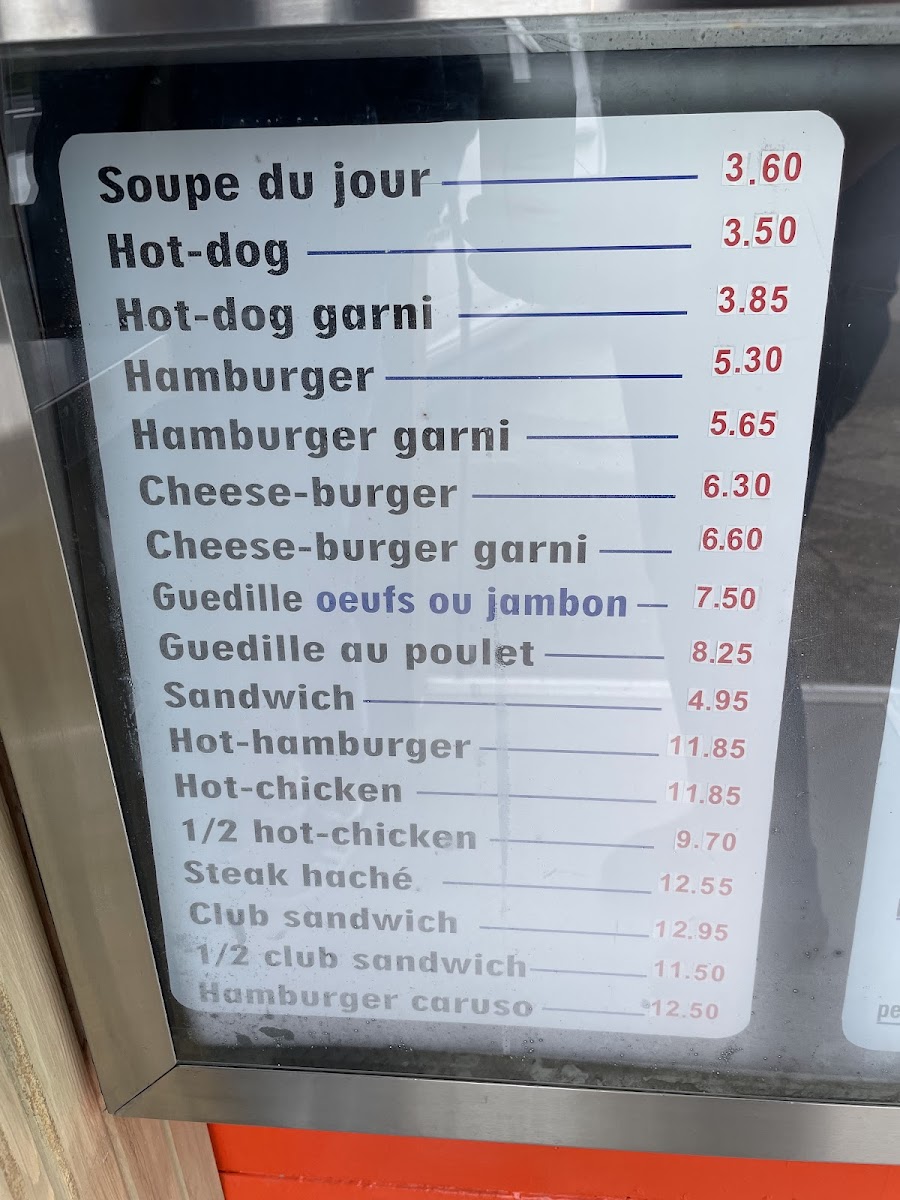 Soupe du jour 3.60
Hot-dog 3.50
Hot-dog garni 3.85
Hamburger 5.30
Hamburger garni 5.65
Cheese-burger 6.30
Cheese-burger garni 6.60
Guedille oeufs ou jambon 7.50
Guedille au poulet 8.25
Sandwich 4.95
Hot-hamburger 11.85
Hot-chicken 11.85
1/2 hot-chicken 9.70
Steak haché 12.55
Club sandwich 12.95
1/2 club sandwich 11.50
Hamburger caruso 12.50